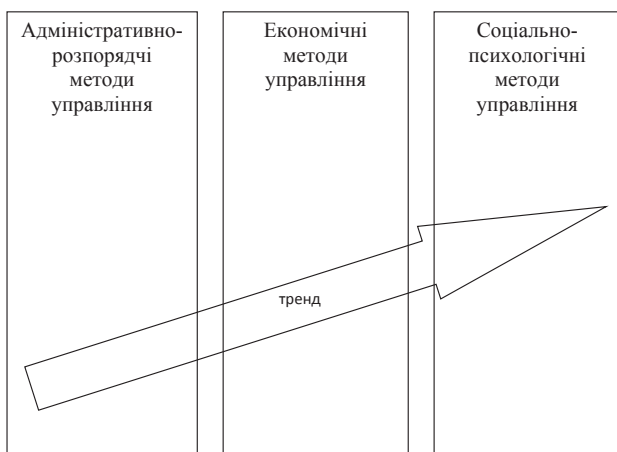 Адміністративно-
розпорядчі
методи
управління
Економічні
методи
управління
Соціально-
психологічні
методи
управління
тренд